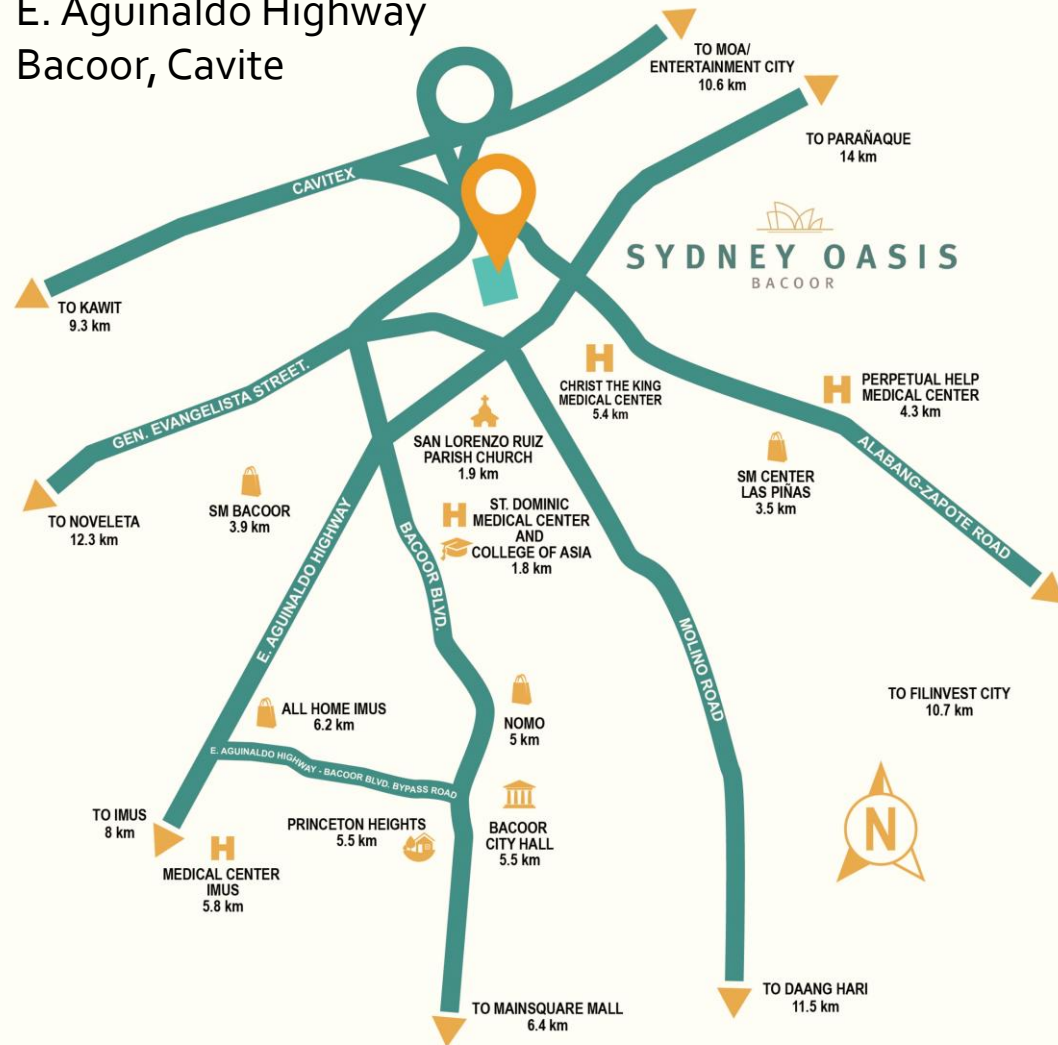 E. Aguinaldo Highway
Bacoor, Cavite
TO MOA/
ENTERTAINMENT CITY
10.6 km
TO PARAÑAQUE
14 km
CAVITEX
SYDNEY OASIS
BACOOR
TO KAWIT
9.3 km
GEN. EVANGELISTA STREET.
CHRIST THE KING
MEDICAL CENTER
5.4 km
PERPETUAL HELP
MEDICAL CENTER
4.3 km
SAN LORENZO RUIZ
PARISH CHURCH
1.9 km
SM CENTER
LAS PIÑAS
3.5 km
ALABANG-ZAPOTE ROAD
TO NOVELETA
12.3 km
SM BACOOR
3.9 km
ST. DOMINIC
MEDICAL CENTER
AND
COLLEGE OF ASIA
1.8 km
E. AGUINALDO HIGHWAY
BACOOR BLVD.
MOLINO ROAD
TO FILINVEST CITY
10.7 km
ALL HOME IMUS
6.2 km
NOMO
5 km
E. AGUINALDO HIGHWAY - BACOOR BLVD. BYPASS ROAD
TO IMUS
8 km
PRINCETON HEIGHTS
5.5 km
BACOOR
CITY HALL
5.5 km
N
MEDICAL CENTER
IMUS
5.8 km
TO DAANG HARI
11.5 km
TO MAINSQUARE MALL
6.4 km